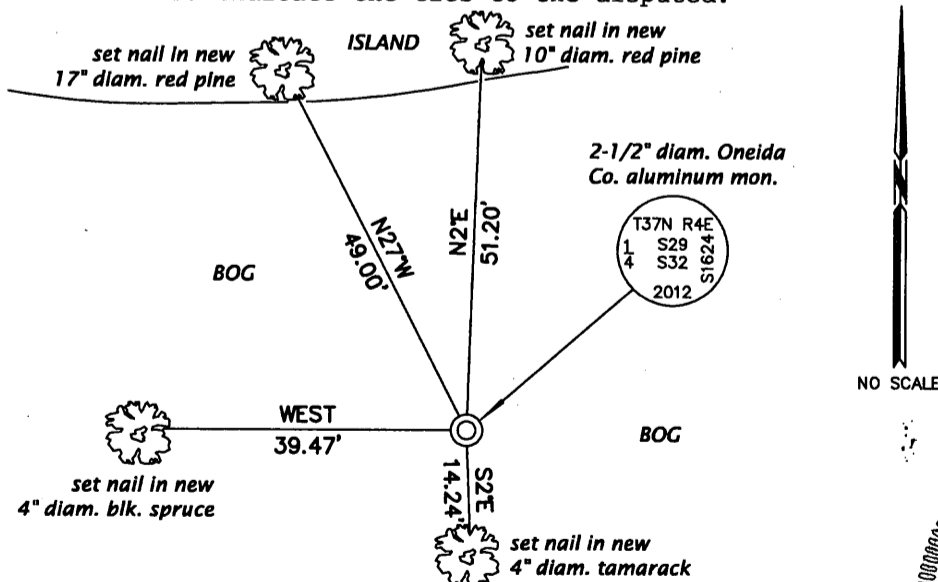 ISLAND
set nail in new
17" diam. red pine
set nail in new
10" diam. red pine
2-1/2" diam. Oneida
Co. aluminum mon.
T37N R4E
1/4 S29
S32
S1624
2012
N
N27°W
49.00'
N2°E
51.20'
BOG
NO SCALE
WEST
39.47'
BOG
S2°E
14.24'
set nail in new
4" diam. blk. spruce
set nail in new
4" diam. tamarack